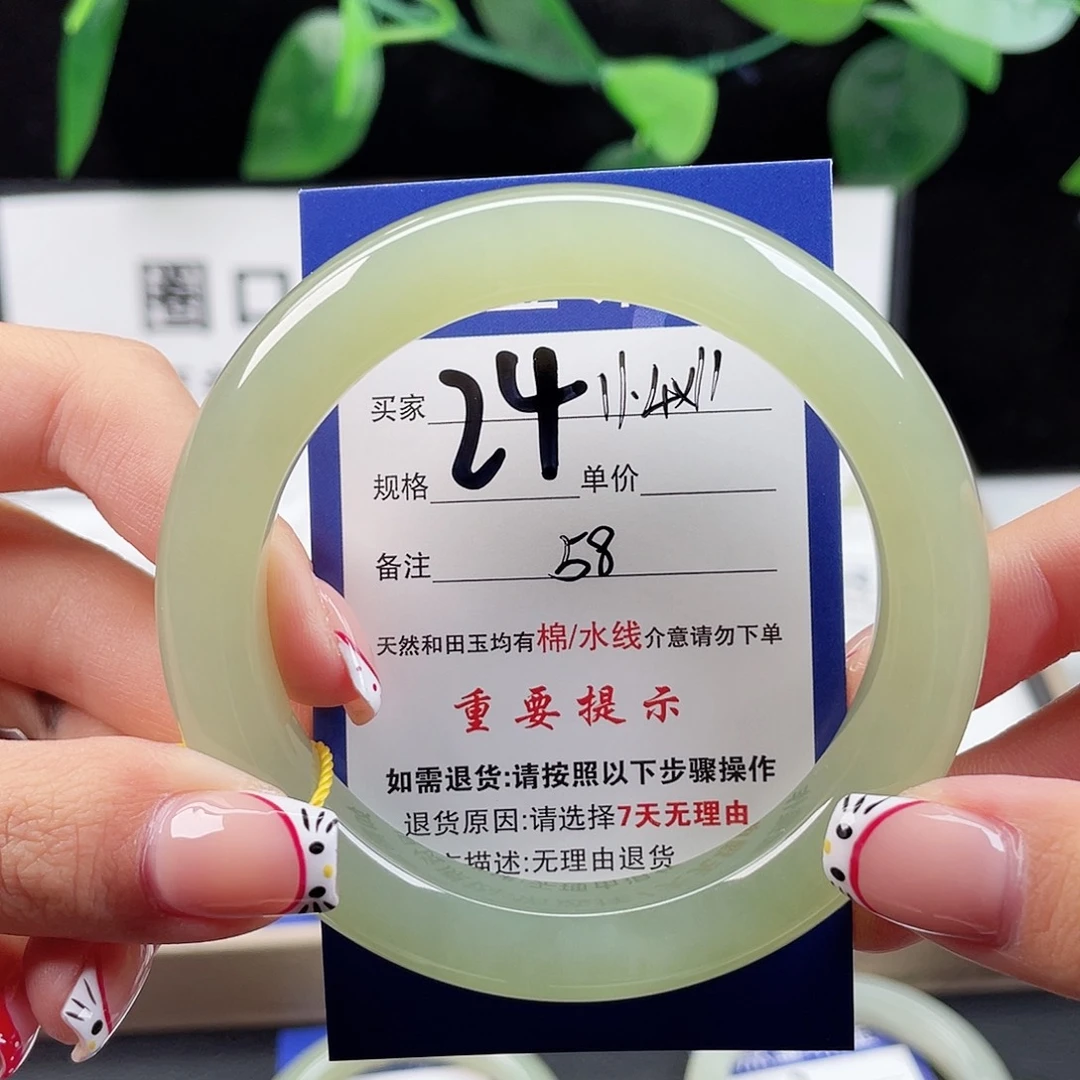 圈口
买家 24 11.4x11
规格 单价
备注 58
天然和田玉均有棉/水线介意请勿下单
重要提示
如需退货:请按照以下步骤操作
退货原因:请选择7天无理由
描述:无理由退货